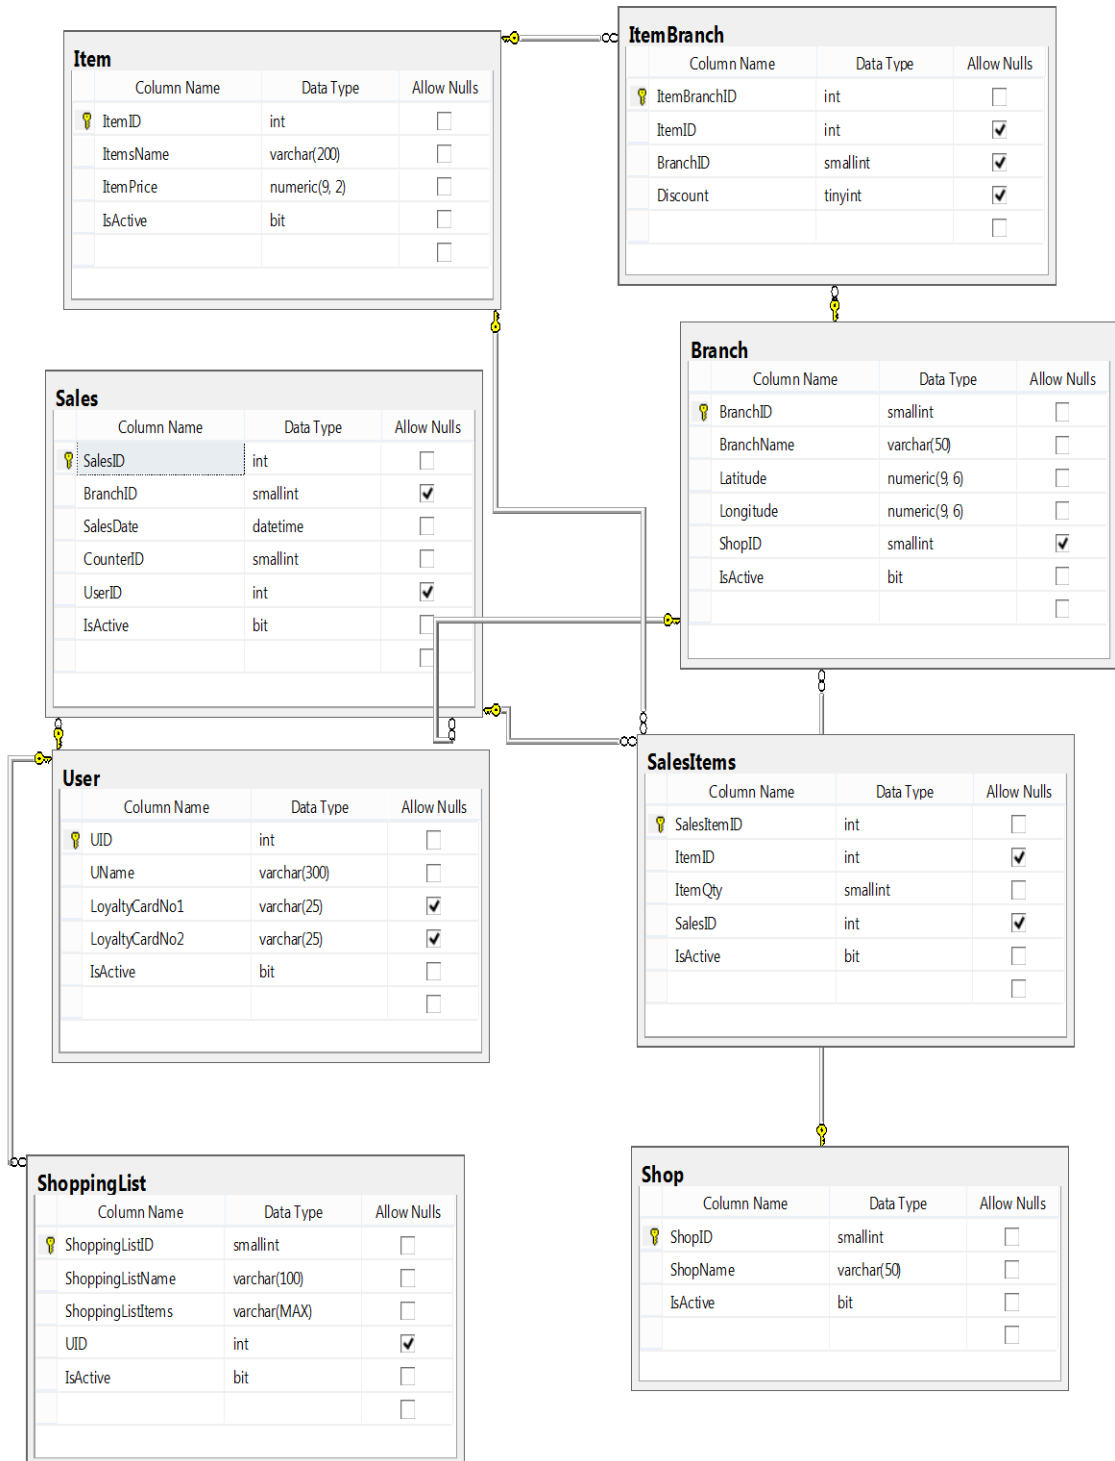 Item
Column Name Data Type Allow Nulls
ItemID int
ItemsName varchar(200)
ItemPrice numeric(9, 2)
IsActive bit
ItemBranch
Column Name Data Type Allow Nulls
ItemBranchID int
ItemID int
BranchID smallint
Discount tinyint
Branch
Column Name Data Type Allow Nulls
BranchID smallint
BranchName varchar(50)
Latitude numeric(9, 6)
Longitude numeric(9, 6)
ShopID smallint
IsActive bit
Sales
Column Name Data Type Allow Nulls
SalesID int
BranchID smallint
SalesDate datetime
CounterID smallint
UserID int
IsActive bit
User
Column Name Data Type Allow Nulls
UID int
UName varchar(300)
LoyaltyCardNo1 varchar(25)
LoyaltyCardNo2 varchar(25)
IsActive bit
SalesItems
Column Name Data Type Allow Nulls
SalesItemID int
ItemID int
ItemQty smallint
SalesID int
IsActive bit
ShoppingList
Column Name Data Type Allow Nulls
ShoppingListID smallint
ShoppingListName varchar(100)
ShoppingListItems varchar(MAX)
UID int
IsActive bit
Shop
Column Name Data Type Allow Nulls
ShopID smallint
ShopName varchar(50)
IsActive bit